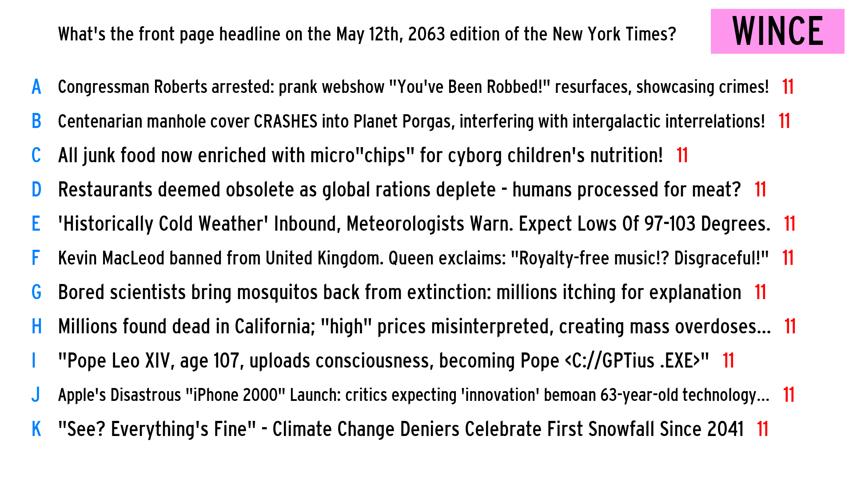 What's the front page headline on the May 12th, 2063 edition of the New York Times?
WINCE
A Congressman Roberts arrested: prank webshow "You've Been Robbed!" resurfaces, showcasing crimes! 11
B Centenarian manhole cover CRASHES into Planet Porgas, interfering with intergalactic interrelations! 11
C All junk food now enriched with micro"chips" for cyborg children's nutrition! 11
D Restaurants deemed obsolete as global rations deplete - humans processed for meat? 11
E 'Historically Cold Weather' Inbound, Meteorologists Warn. Expect Lows Of 97-103 Degrees. 11
F Kevin MacLeod banned from United Kingdom. Queen exclaims: "Royalty-free music!? Disgraceful!" 11
G Bored scientists bring mosquitos back from extinction: millions itching for explanation 11
H Millions found dead in California; "high" prices misinterpreted, creating mass overdoses... 11
I "Pope Leo XIV, age 107, uploads consciousness, becoming Pope <C://GPTius .EXE>" 11
J Apple's Disastrous "iPhone 2000" Launch: critics expecting 'innovation' bemoan 63-year-old technology... 11
K "See? Everything's Fine" - Climate Change Deniers Celebrate First Snowfall Since 2041 11